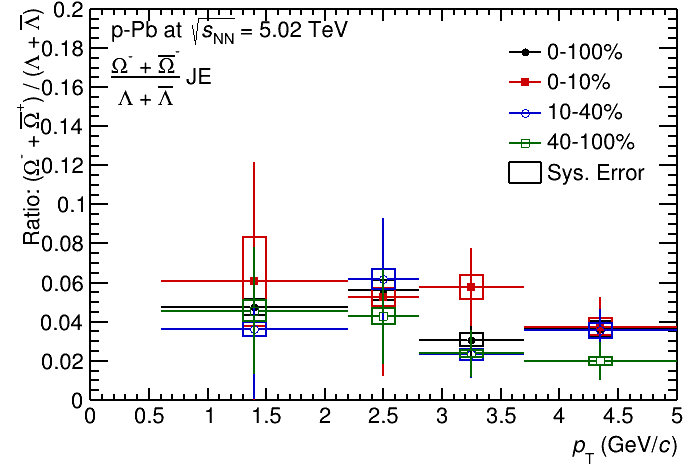 0.2
0.18
0.16
0.14
0.12
0.1
0.08
0.06
0.04
0.02
0
Ratio: (Ω⁻ + Ω̅⁺) / (Λ + Λ̅)
p-Pb at √s_NN = 5.02 TeV
Ω⁻ + Ω̅⁻
Λ + Λ̅
JE
0-100%
0-10%
10-40%
40-100%
Sys. Error
0 0.5 1 1.5 2 2.5 3 3.5 4 4.5 5
p_T (GeV/c)